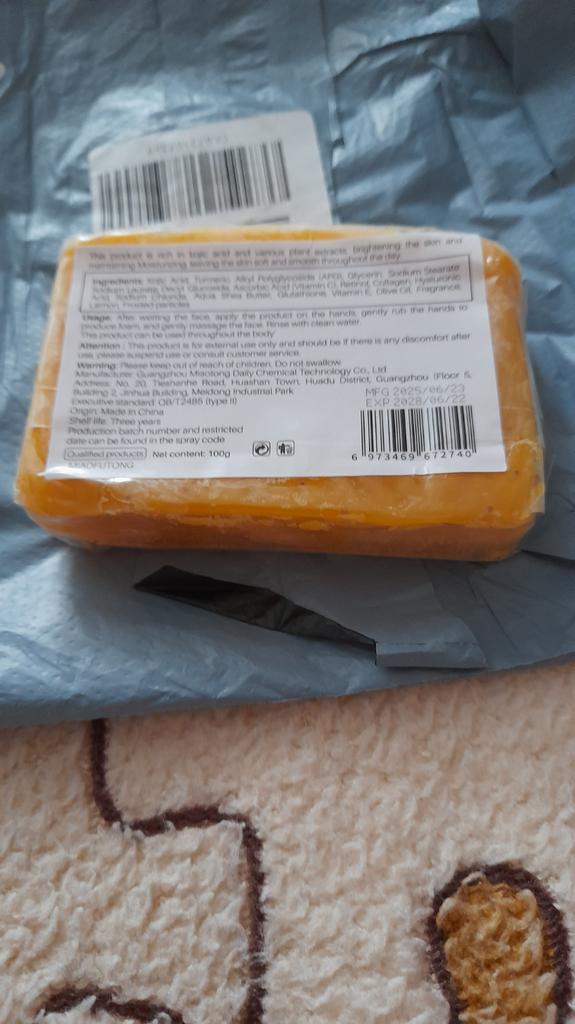 This product is rich in kojic acid and various plant extracts, brightening the skin and
maintaining Moisturizing, leaving the skin soft and smooth throughout the day
Ingredients: Kojic Acid, Turmeric, Alkyl Polyglycoside (APG), Glycerin, Sodium Stearate
Sodium Laurate, Decyl Glucoside, Ascorbic Acid (Vitamin C), Retinol, Collagen, Hyaluronic
Acid, Sodium Chloride, Aqua, Shea Butter, Glutathione, Vitamin E, Olive Oil, Fragrance,
Lemon, Frosted particles
Usage: After wetting the face, apply the product on the hands, gently rub the hands to
produce foam, and gently massage the face. Rinse with clean water.
This product can be used throughout the body
Attention : This product is for external use only and should be if there is any discomfort after
use, please suspend use or consult customer service.
Warning: Please keep out of reach of children. Do not swallow.
Manufacturer: Guangzhou Miaotong Daily Chemical Technology Co., Ltd
Address: No. 20, Tieshanhe Road, Huashan Town, Huadu District, Guangzhou (Floor 5,
Building 2, Jinhua Building, Meidong Industrial Park
Executive standard: QB/T2485 (type II)
Origin: Made in China
Shelf life: Three years
Production batch number and restricted
date can be found in the spray code
Qualified products Net content: 100g
MIAOFUTONG
MFG 2025/06/23
EXP 2028/06/22
6 973469 672740